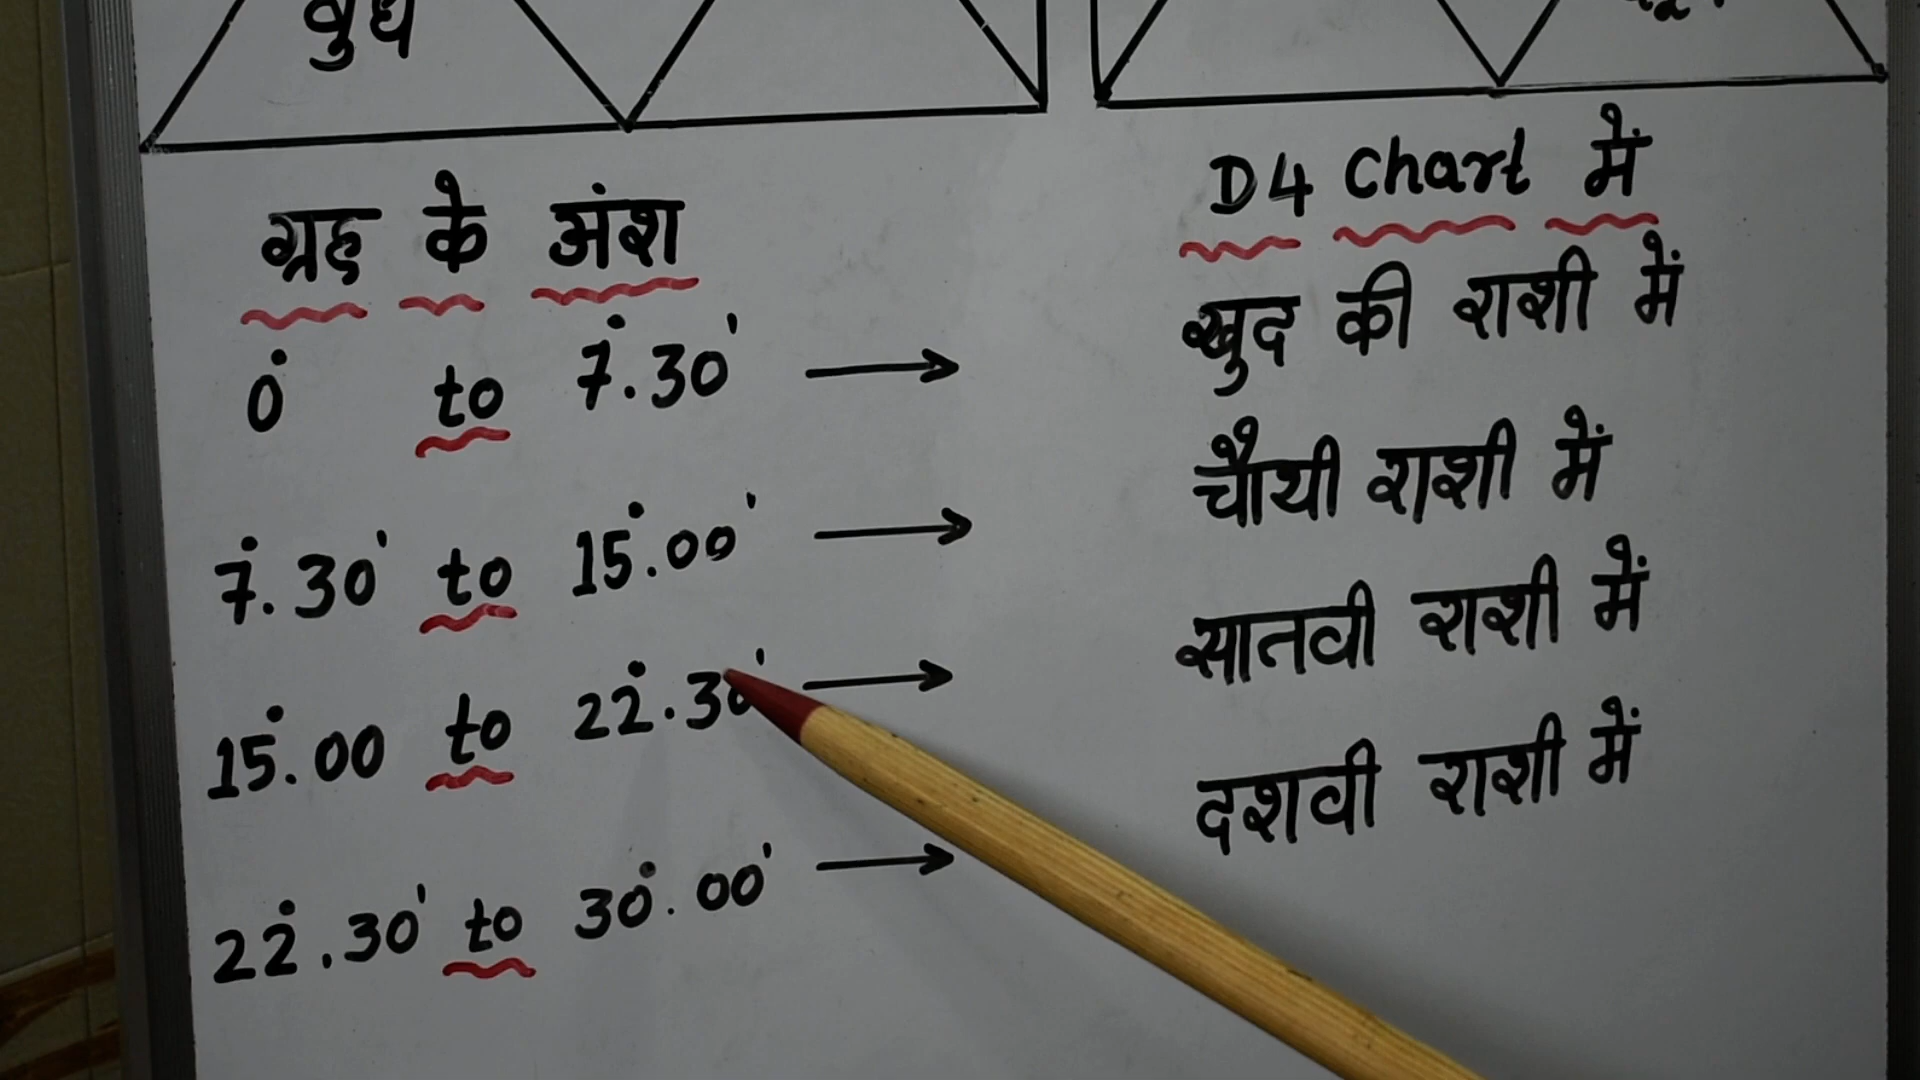 बुध
ग्रह के अंश
D4 Chart में
0° to 7°.30' → खुद की राशी में
7°.30' to 15°.00' → चौथी राशी में
15°.00 to 22°.30' → सातवी राशी में
22°.30' to 30°.00' → दशवी राशी में